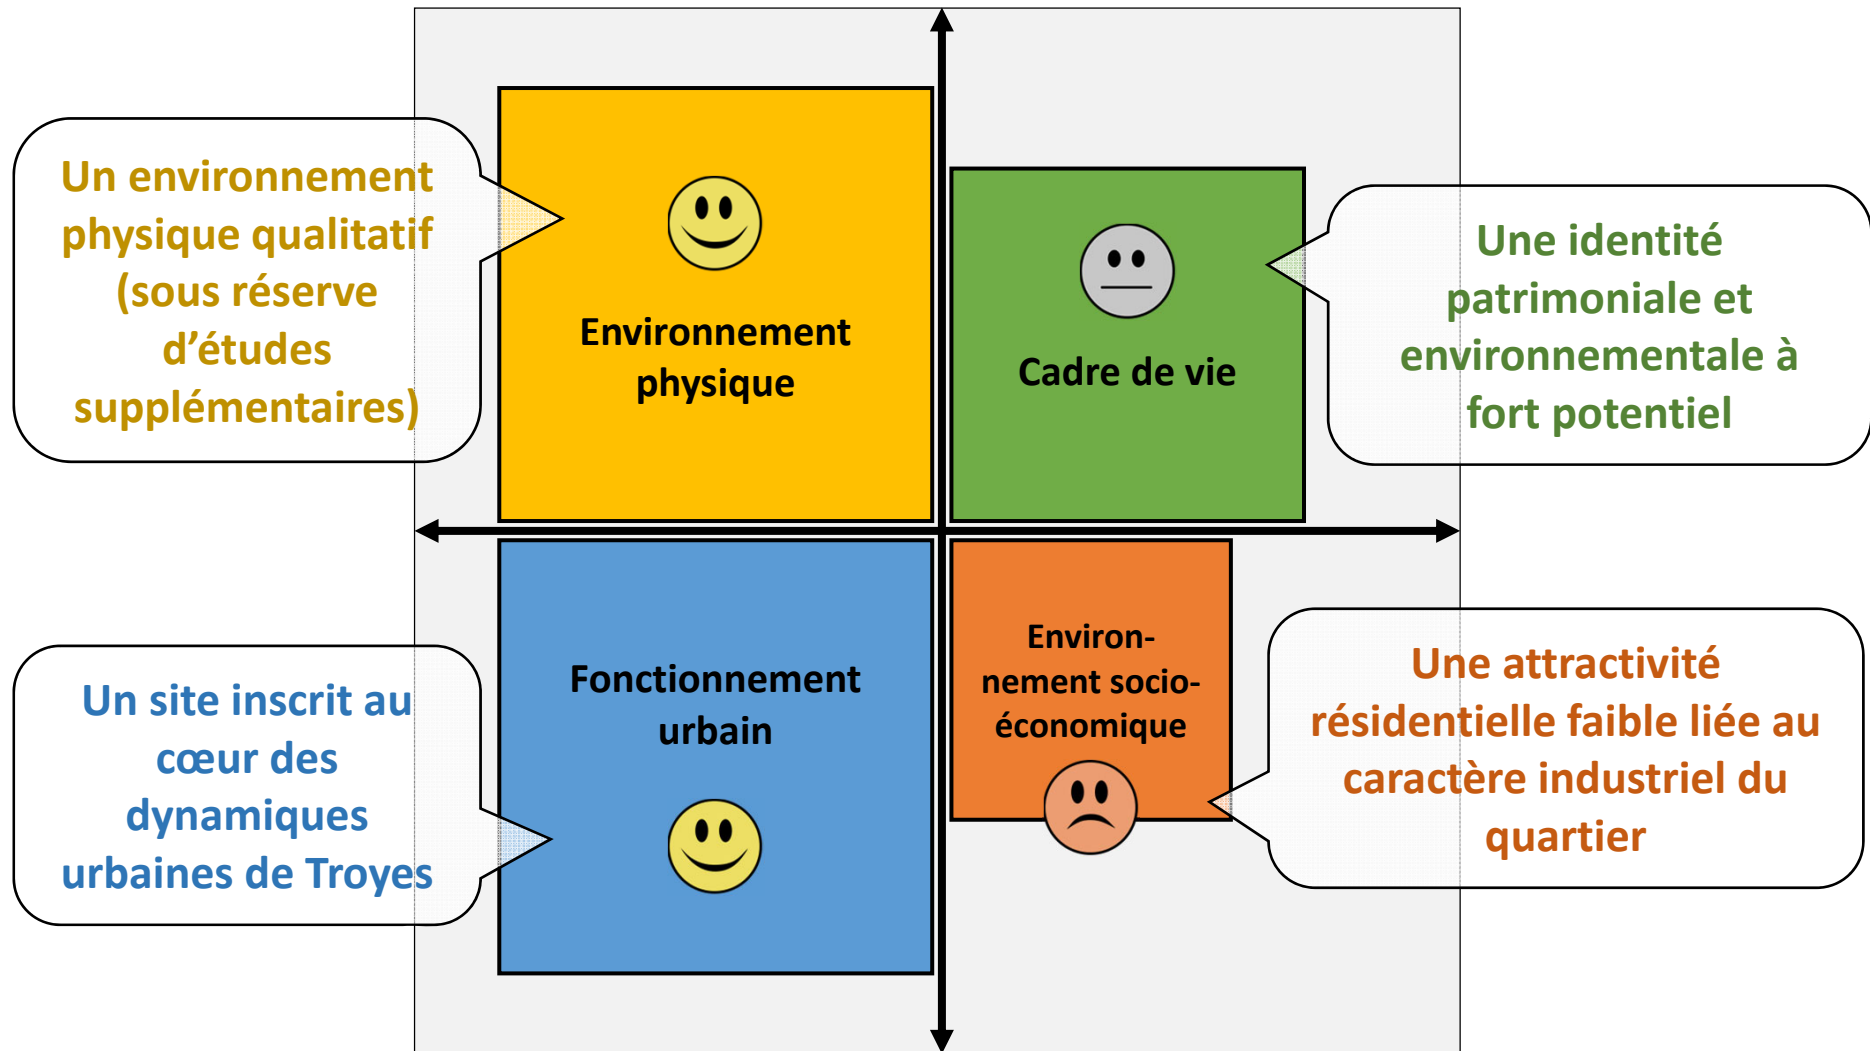 Un environnement
physique qualitatif
(sous réserve
d'études
supplémentaires)
Environnement
physique
Cadre de vie
Une identité
patrimoniale et
environnementale à
fort potentiel
Un site inscrit au
cœur des
dynamiques
urbaines de Troyes
Fonctionnement
urbain
Environ-
nement socio-
économique
Une attractivité
résidentielle faible liée au
caractère industriel du
quartier